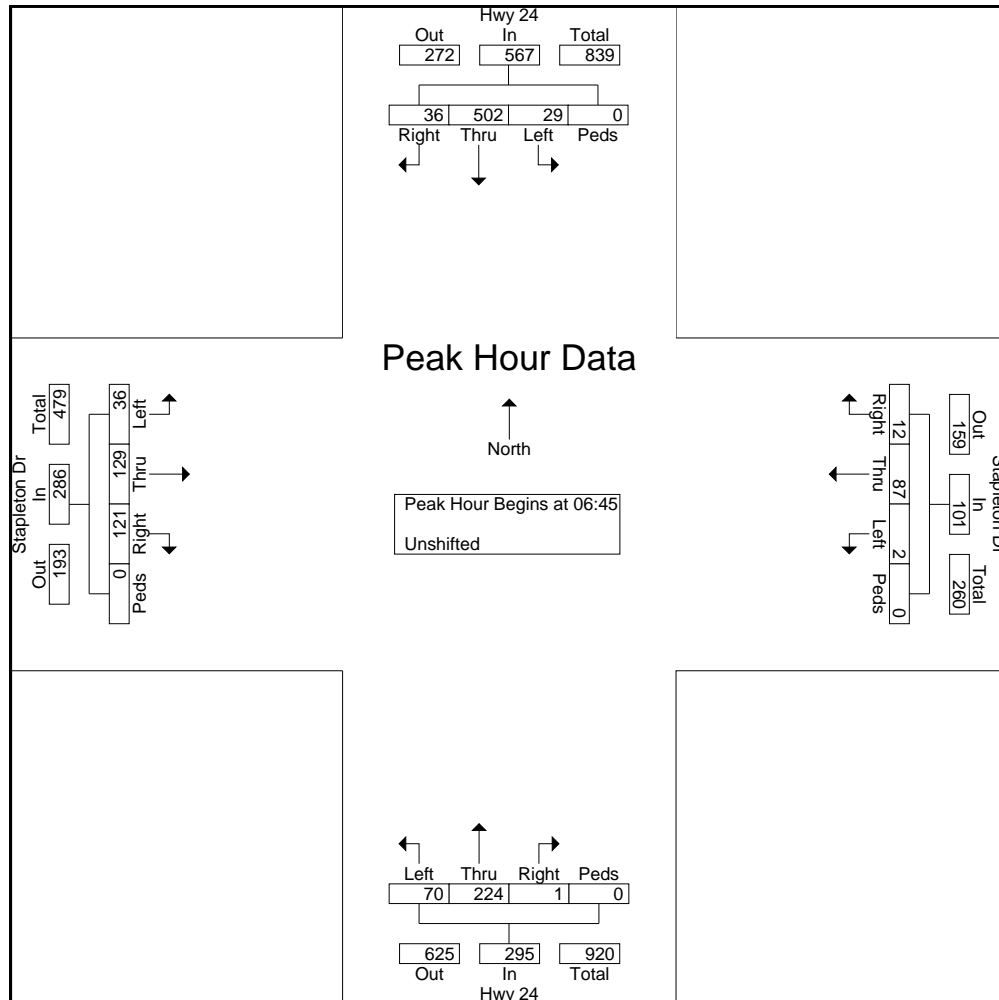 Hwy 24
Out In Total
272 567 839
36 502 29 0
Right Thru Left Peds
Peak Hour Data
North
Peak Hour Begins at 06:45
Unshifted
Stapleton Dr
Total In Out
479 286 193
36 129 121 0
Left Thru Right Peds
Stapleton Dr
Out In Total
159 101 260
12 87 2 0
Right Thru Left Peds
Left Thru Right Peds
70 224 1 0
625 295 920
Out In Total
Hwy 24